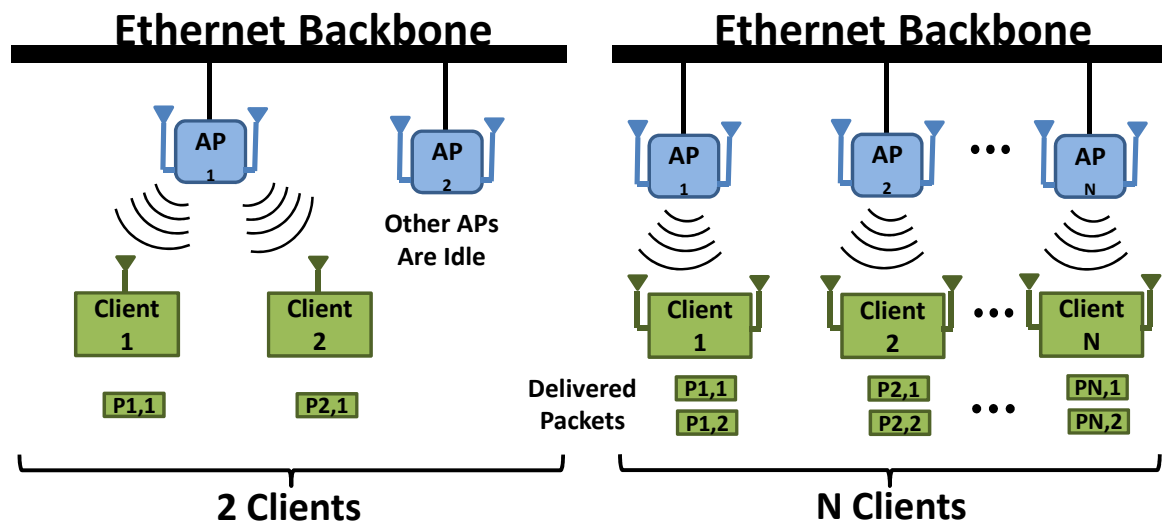 Ethernet Backbone
AP
1
AP
2
Other APs
Are Idle
Client
1
Client
2
P1,1
P2,1
2 Clients
Ethernet Backbone
AP
1
AP
2
•••
AP
N
Client
1
Client
2
•••
Client
N
Delivered
Packets
P1,1
P1,2
P2,1
P2,2
•••
PN,1
PN,2
N Clients